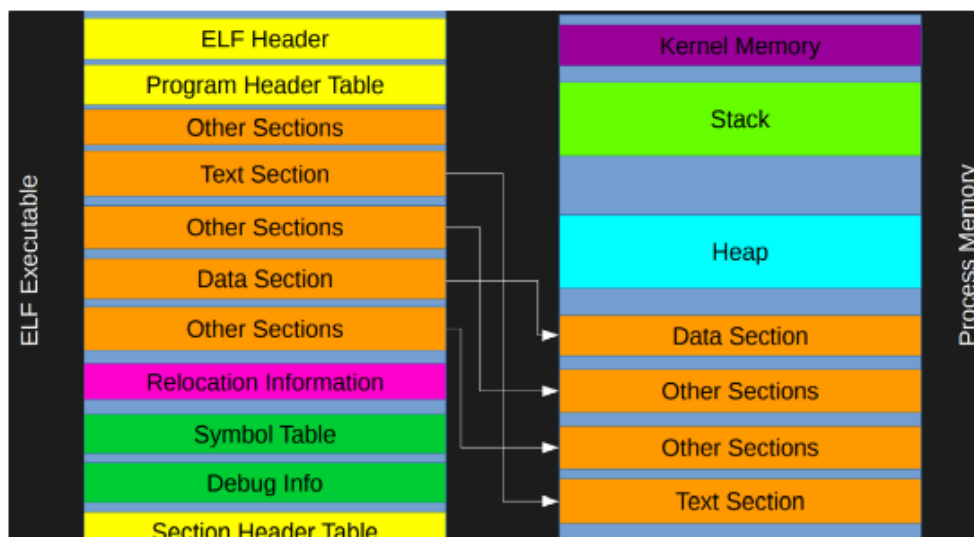 ELF Executable
ELF Header
Program Header Table
Other Sections
Text Section
Other Sections
Data Section
Other Sections
Relocation Information
Symbol Table
Debug Info
Section Header Table
Kernel Memory
Stack
Heap
Data Section
Other Sections
Other Sections
Text Section
Process Memory